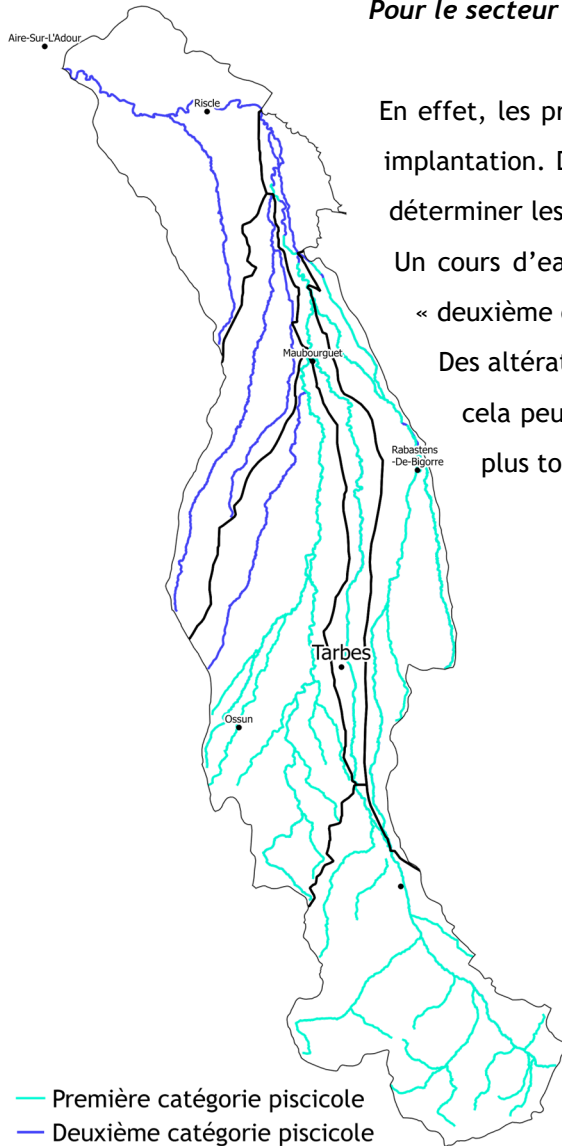 Pour le secteur
Aire-Sur-L'Adour
Riscle
En effet, les pr
implantation. D
déterminer les
Un cours d'ea
« deuxième
Des altérat
cela peu
plus to
Maubourguet
Rabastens
-De-Bigorre
Tarbes
Ossun
Première catégorie piscicole
Deuxième catégorie piscicole